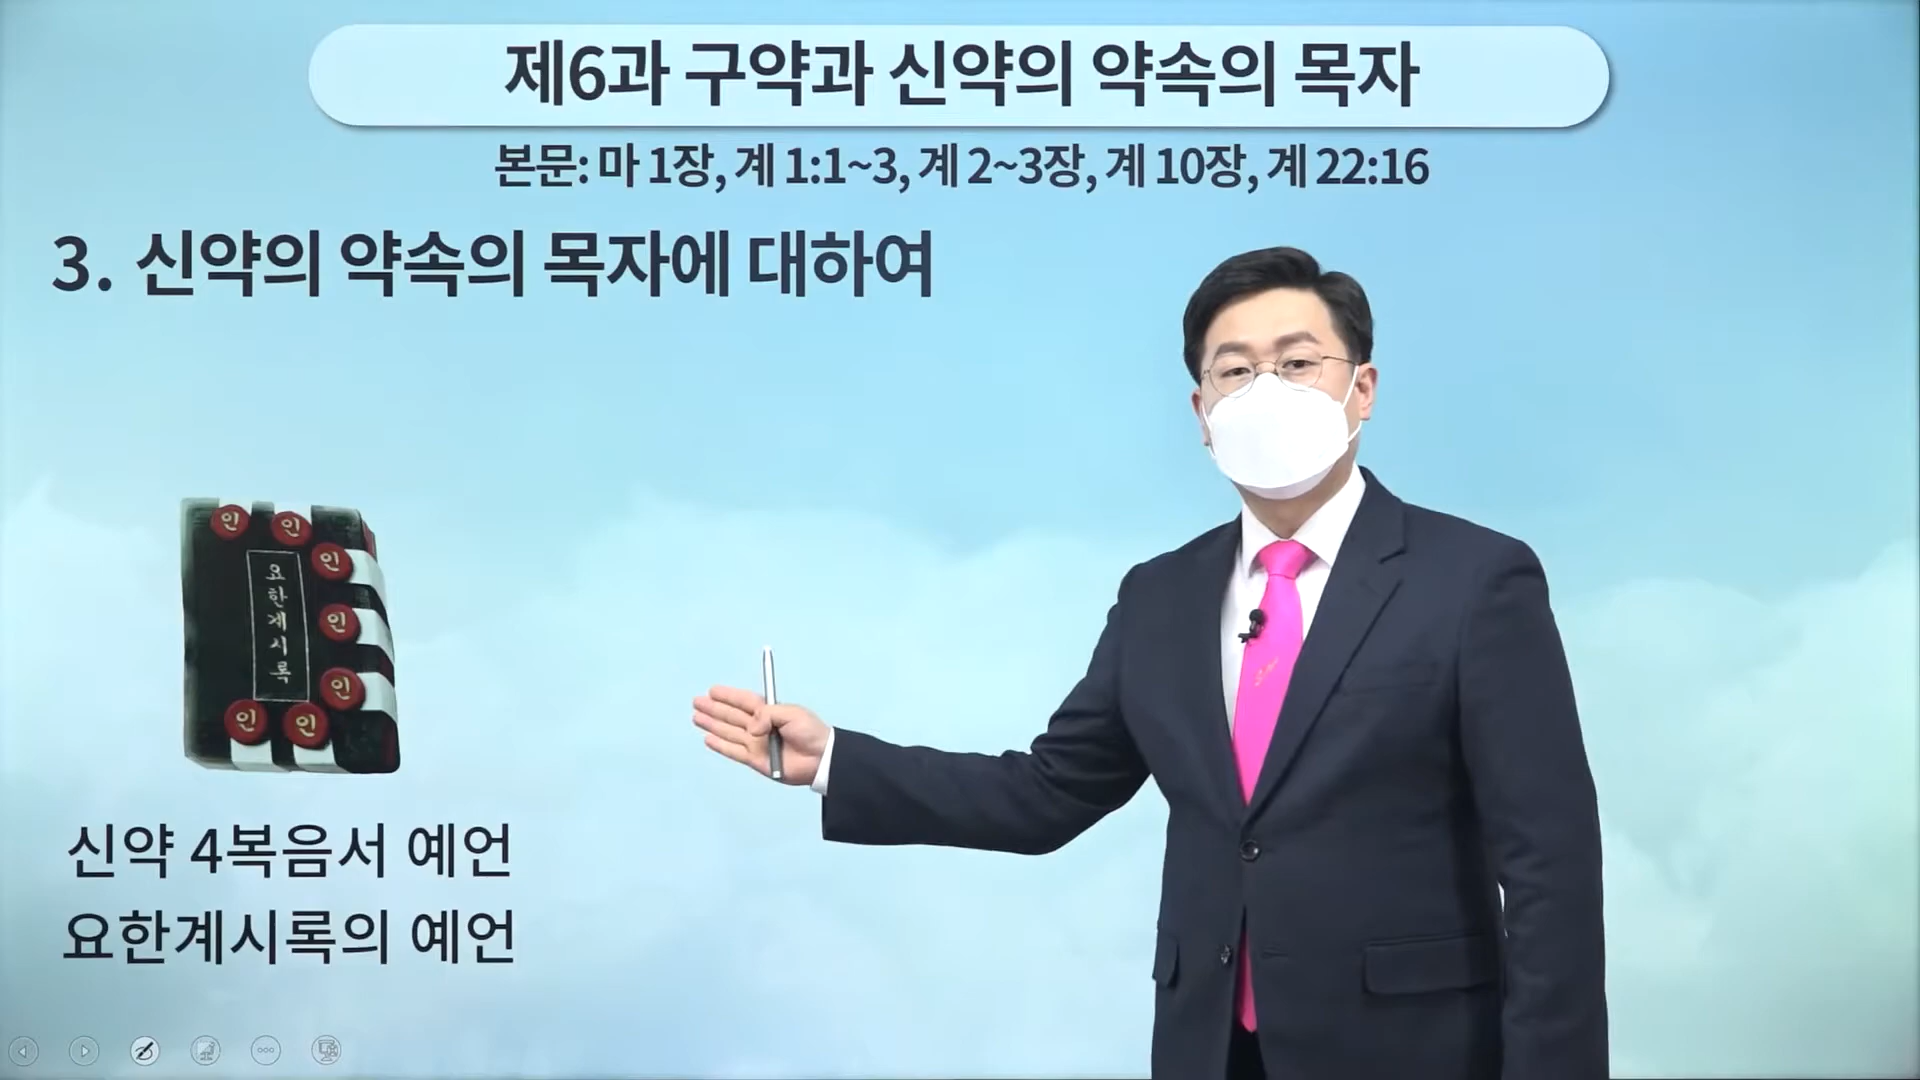 제6과 구약과 신약의 약속의 목자
본문: 마 1장, 계 1:1~3, 계 2~3장, 계 10장, 계 22:16
3. 신약의 약속의 목자에 대하여
인
인
인
요한계시록
인
인
인
인
신약 4복음서 예언
요한계시록의 예언